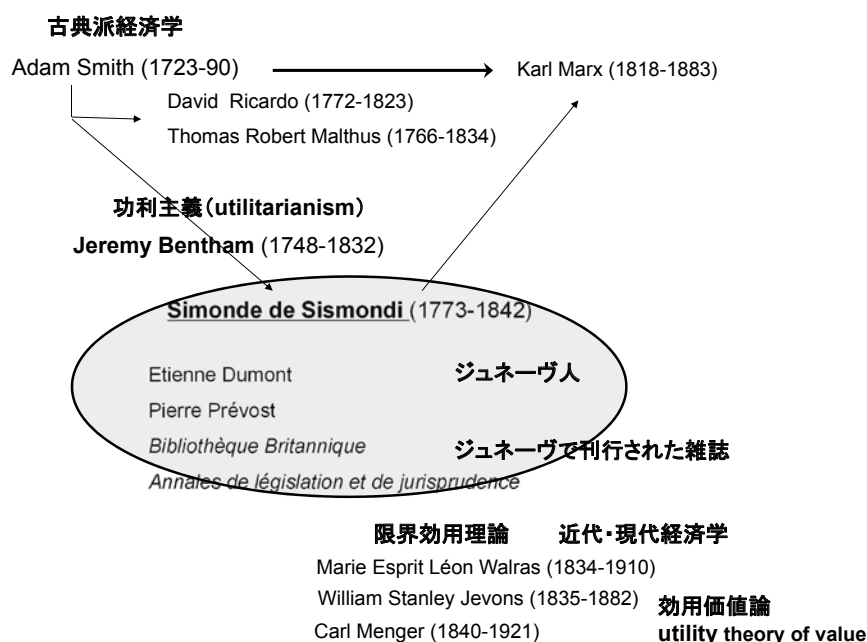 古典派経済学
Adam Smith (1723-90)
Karl Marx (1818-1883)
David Ricardo (1772-1823)
Thomas Robert Malthus (1766-1834)
功利主義(utilitarianism)
Jeremy Bentham (1748-1832)
Simonde de Sismondi (1773-1842)
Etienne Dumont
ジュネーヴ人
Pierre Prévost
Bibliothèque Britannique
ジュネーヴで刊行された雑誌
Annales de législation et de jurisprudence
限界効用理論 近代・現代経済学
Marie Esprit Léon Walras (1834-1910)
William Stanley Jevons (1835-1882)
効用価値論
Carl Menger (1840-1921)
utility theory of value